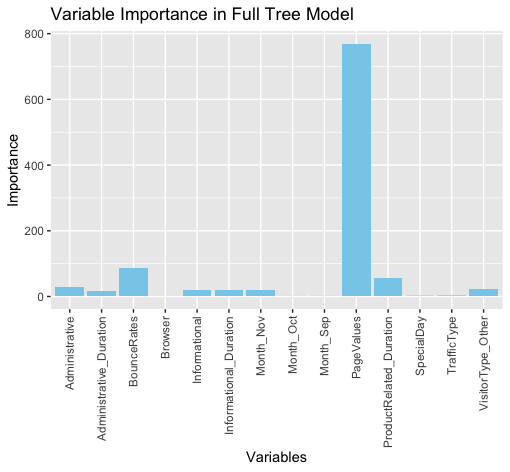 Variable Importance in Full Tree Model
Importance
800
600
400
200
0
Administrative
Administrative_Duration
BounceRates
Browser
Informational
Informational_Duration
Month_Nov
Month_Oct
Month_Sep
PageValues
ProductRelated_Duration
SpecialDay
TrafficType
VisitorType_Other
Variables